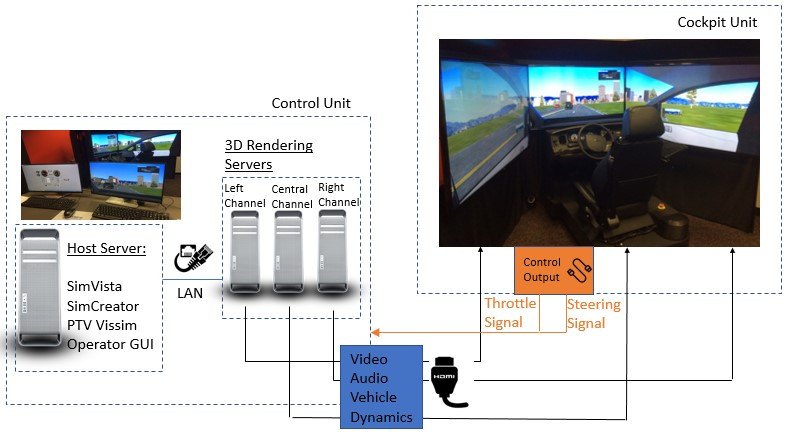 Cockpit Unit
Control Unit
3D Rendering
Servers
Left
Channel
Central
Channel
Right
Channel
Host Server:
SimVista
SimCreator
PTV Vissim
Operator GUI
LAN
Control
Output
Throttle
Signal
Steering
Signal
Video
Audio
Vehicle
Dynamics
HDMI